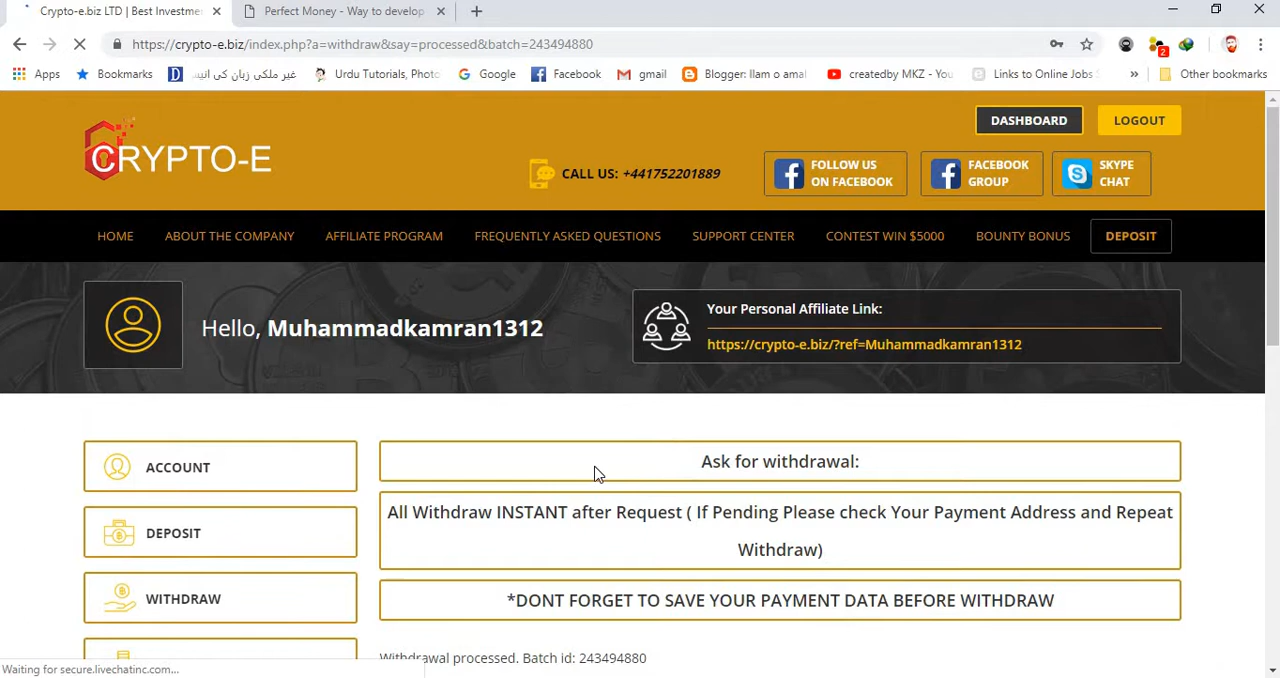 Crypto-e.biz LTD | Best Investme
Perfect Money - Way to develop
https://crypto-e.biz/index.php?a=withdraw&say=processed&batch=243494880
2
Apps
Bookmarks
D
غیر ملکی زبان کی انی
Urdu Tutorials, Photo
Google
Facebook
gmail
Blogger: Ilam o amal
createdby MKZ - You
Links to Online Jobs
»
Other bookmarks
CRYPTO-E
CALL US: +441752201889
DASHBOARD
LOGOUT
FOLLOW US
ON FACEBOOK
FACEBOOK
GROUP
SKYPE
CHAT
HOME
ABOUT THE COMPANY
AFFILIATE PROGRAM
FREQUENTLY ASKED QUESTIONS
SUPPORT CENTER
CONTEST WIN $5000
BOUNTY BONUS
DEPOSIT
Hello, Muhammadkamran1312
Your Personal Affiliate Link:
https://crypto-e.biz/?ref=Muhammadkamran1312
ACCOUNT
DEPOSIT
WITHDRAW
Ask for withdrawal:
All Withdraw INSTANT after Request ( If Pending Please check Your Payment Address and Repeat
Withdraw)
*DONT FORGET TO SAVE YOUR PAYMENT DATA BEFORE WITHDRAW
Withdrawal processed. Batch id: 243494880
Waiting for secure.livechatinc.com...